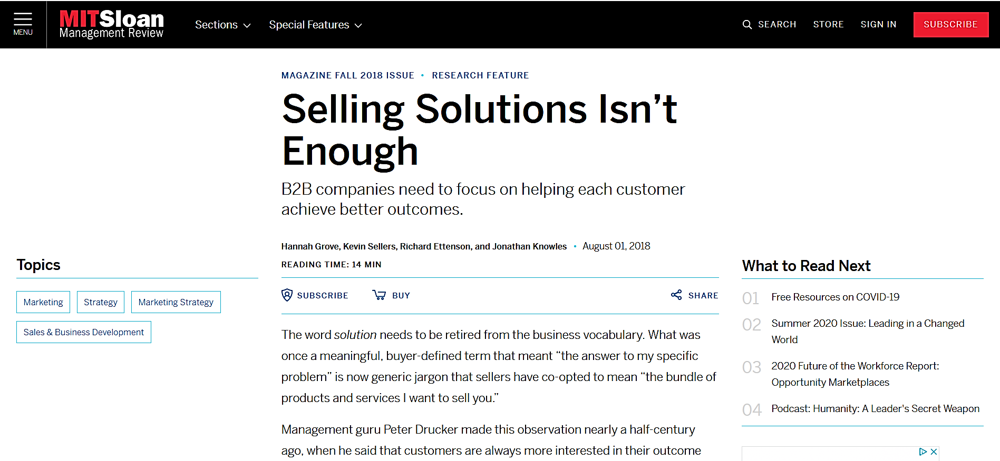 MENU
MITSloan
Management Review
Sections
Special Features
SEARCH
STORE
SIGN IN
SUBSCRIBE
MAGAZINE FALL 2018 ISSUE • RESEARCH FEATURE
Selling Solutions Isn’t
Enough
B2B companies need to focus on helping each customer
achieve better outcomes.
Hannah Grove, Kevin Sellers, Richard Ettenson, and Jonathan Knowles • August 01, 2018
READING TIME: 14 MIN
SUBSCRIBE
BUY
SHARE
Topics
Marketing
Strategy
Marketing Strategy
Sales & Business Development
The word solution needs to be retired from the business vocabulary. What was
once a meaningful, buyer-defined term that meant “the answer to my specific
problem” is now generic jargon that sellers have co-opted to mean “the bundle of
products and services I want to sell you.”
Management guru Peter Drucker made this observation nearly a half-century
ago, when he said that customers are always more interested in their outcome
What to Read Next
01 Free Resources on COVID-19
02 Summer 2020 Issue: Leading in a Changed
World
03 2020 Future of the Workforce Report:
Opportunity Marketplaces
04 Podcast: Humanity: A Leader's Secret Weapon